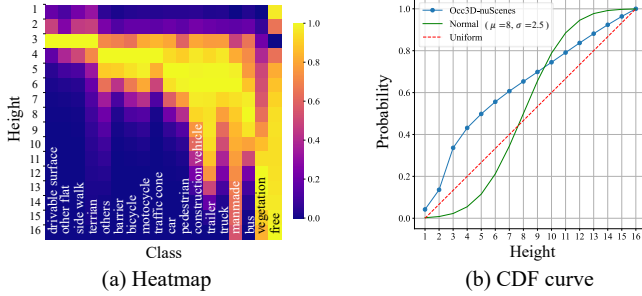 1
2
3
4
5
6
7
8
9
10
11
12
13
14
15
16
Height
drivable surface
other flat
side walk
terrian
others
barrier
bicycle
motocycle
traffic cone
car
pedestrian
construction vehicle
trailer
truck
manmade
bus
vegetation
free
Class
1.0
0.8
0.6
0.4
0.2
0.0
(a) Heatmap
Occ3D-nuScenes
Normal ( μ =8, σ =2.5 )
Uniform
1.0
0.8
0.6
0.4
0.2
0.0
Probability
1 2 3 4 5 6 7 8 9 10 11 12 13 14 15 16
Height
(b) CDF curve